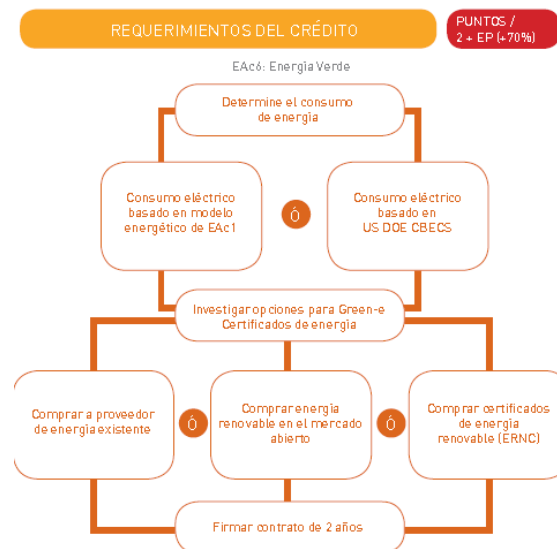 REQUERIMIENTOS DEL CRÉDITO
PUNTOS /
2 + EP (+70%)
EAc6: Energía Verde
Determine el consumo
de energía
Consumo eléctrico
basado en modelo
energético de EAc1
Ó
Consumo eléctrico
basado en
US DOE CBECS
Investigar opciones para Green-e
Certificados de energía
Comprar a proveedor
de energía existente
Ó
Comprar energía
renovable en el mercado
abierto
Ó
Comprar certificados
de energía
renovable (ERNC)
Firmar contrato de 2 años